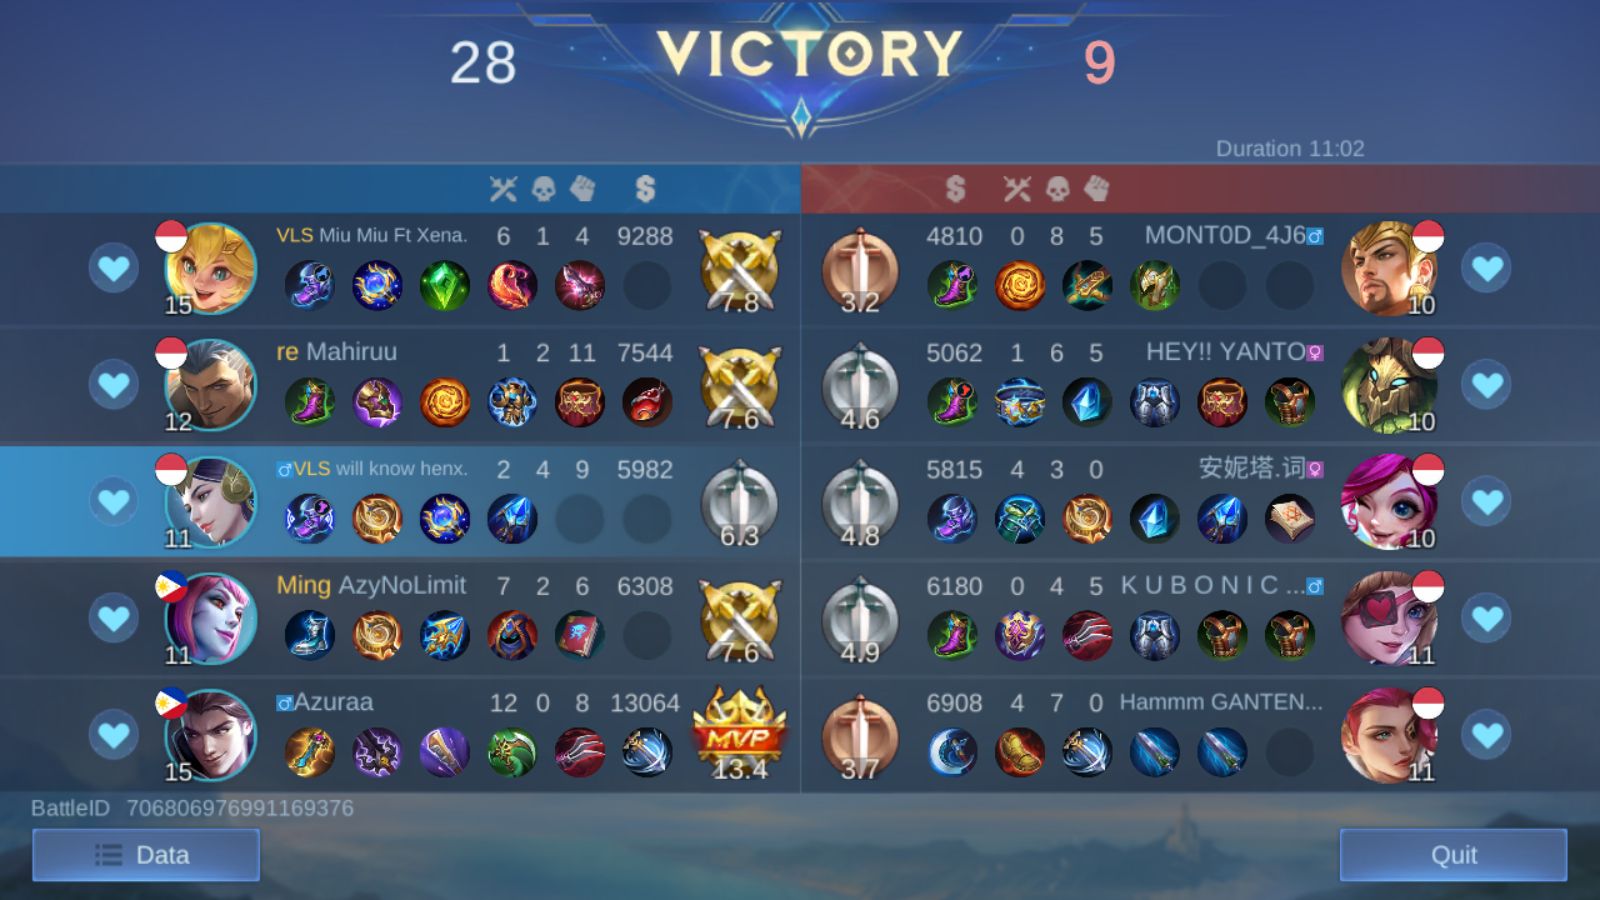 28 VICTORY 9
Duration 11:02
VLS Miu Miu Ft Xena. 6 1 4 9288
15 7.8
4810 0 8 5 MONT0D_4J6♂
3.2 10
re Mahiruu 1 2 11 7544
12 7.6
5062 1 6 5 HEY!! YANTO♀
4.6 10
♂VLS will know henx. 2 4 9 5982
11 6.3
5815 4 3 0 安妮塔.词♀
4.8 10
Ming AzyNoLimit 7 2 6 6308
11 7.6
6180 0 4 5 K U B O N I C ...♂
4.9 11
♂Azuraa 12 0 8 13064
15 MVP 13.4
6908 4 7 0 Hammm GANTEN...
3.7 11
BattleID 706806976991169376
Data Quit